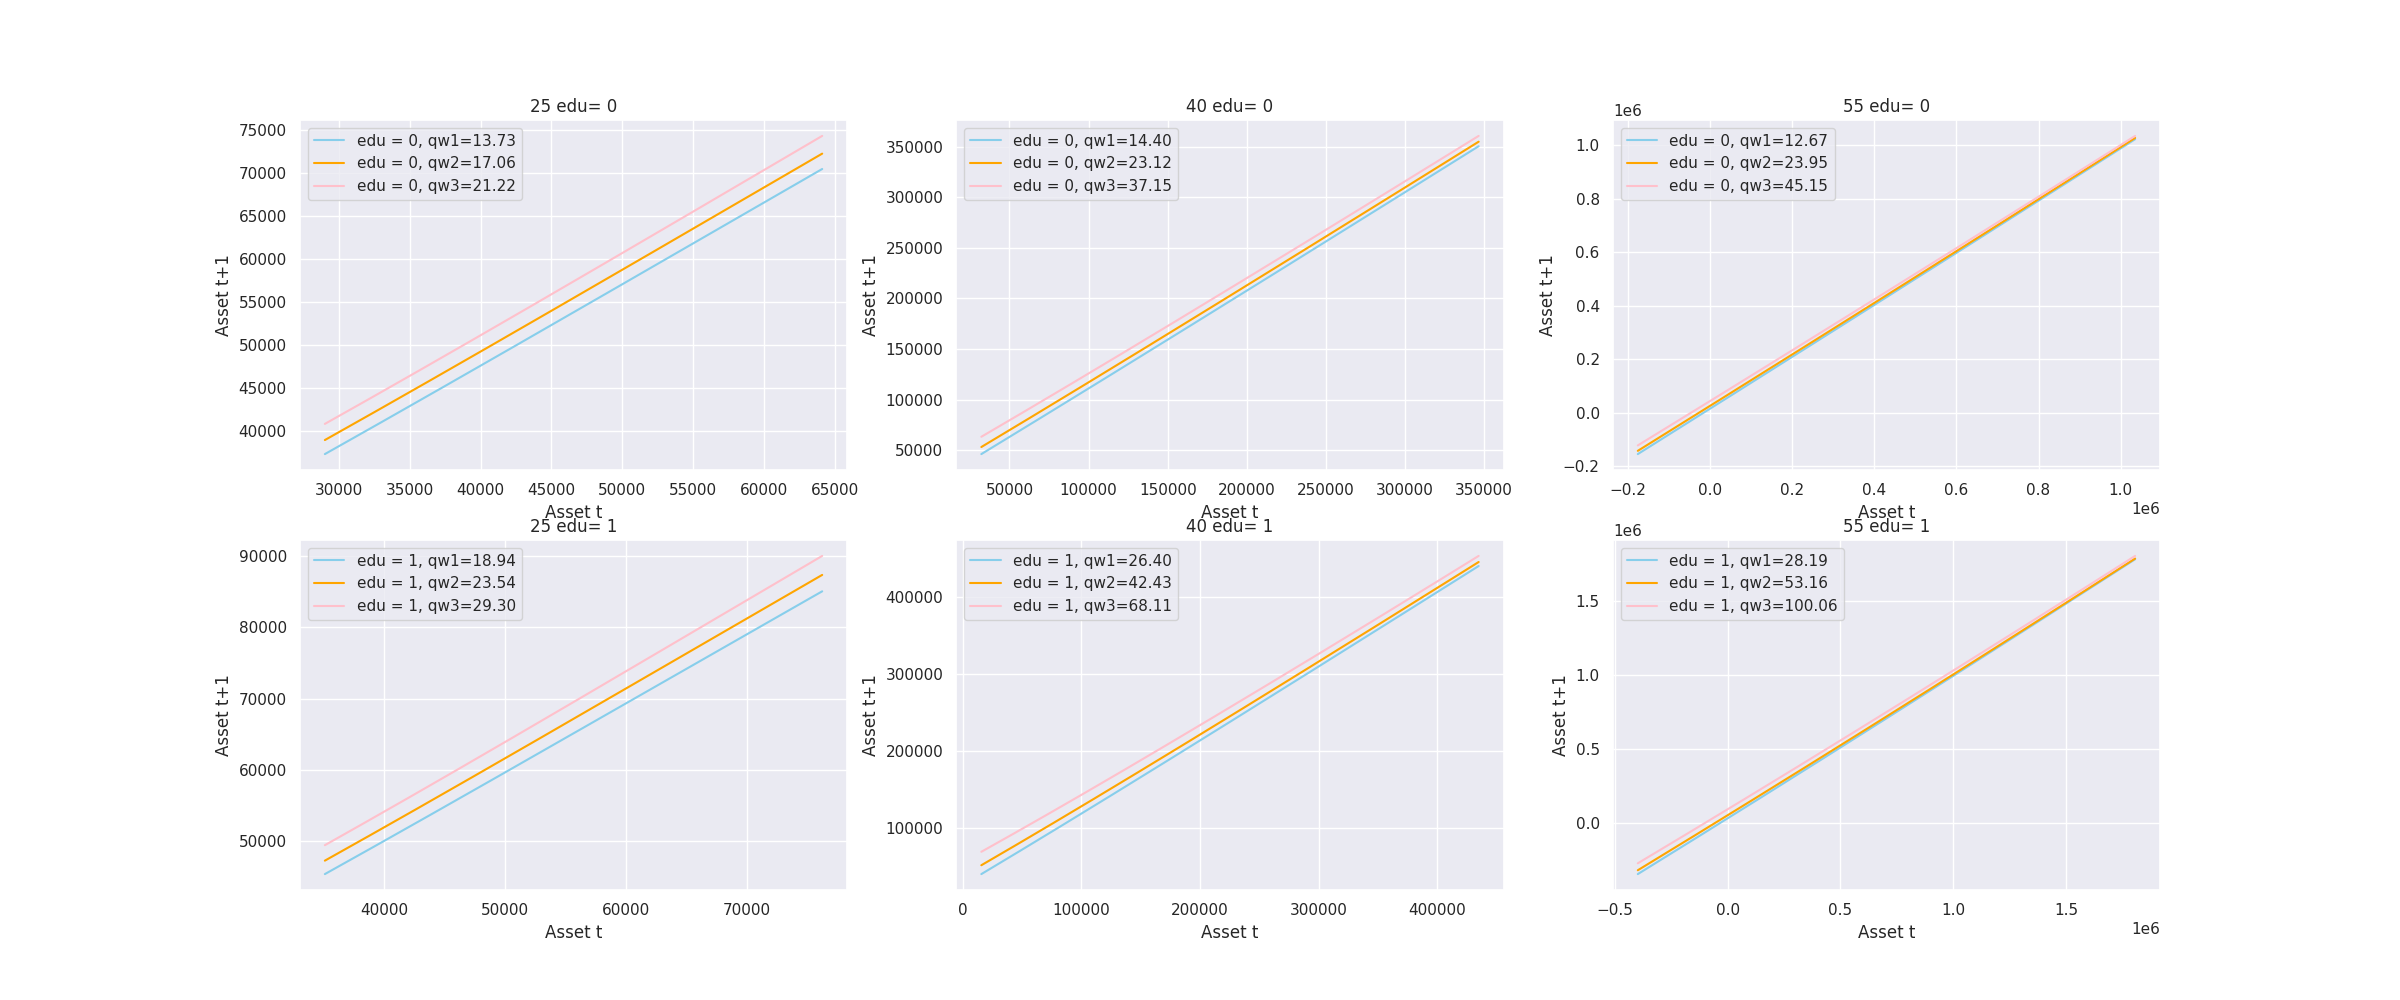 25 edu= 0
edu = 0, qw1=13.73
edu = 0, qw2=17.06
edu = 0, qw3=21.22
75000
70000
65000
60000
55000
50000
45000
40000
Asset t+1
30000 35000 40000 45000 50000 55000 60000 65000
Asset t
40 edu= 0
edu = 0, qw1=14.40
edu = 0, qw2=23.12
edu = 0, qw3=37.15
350000
300000
250000
200000
150000
100000
50000
Asset t+1
50000 100000 150000 200000 250000 300000 350000
Asset t
55 edu= 0
1e6
edu = 0, qw1=12.67
edu = 0, qw2=23.95
edu = 0, qw3=45.15
1.0
0.8
0.6
0.4
0.2
0.0
−0.2
Asset t+1
−0.2 0.0 0.2 0.4 0.6 0.8 1.0
1e6
Asset t
25 edu= 1
edu = 1, qw1=18.94
edu = 1, qw2=23.54
edu = 1, qw3=29.30
90000
80000
70000
60000
50000
Asset t+1
40000 50000 60000 70000
Asset t
40 edu= 1
edu = 1, qw1=26.40
edu = 1, qw2=42.43
edu = 1, qw3=68.11
400000
300000
200000
100000
Asset t+1
0 100000 200000 300000 400000
Asset t
55 edu= 1
1e6
edu = 1, qw1=28.19
edu = 1, qw2=53.16
edu = 1, qw3=100.06
1.5
1.0
0.5
0.0
Asset t+1
−0.5 0.0 0.5 1.0 1.5
1e6
Asset t